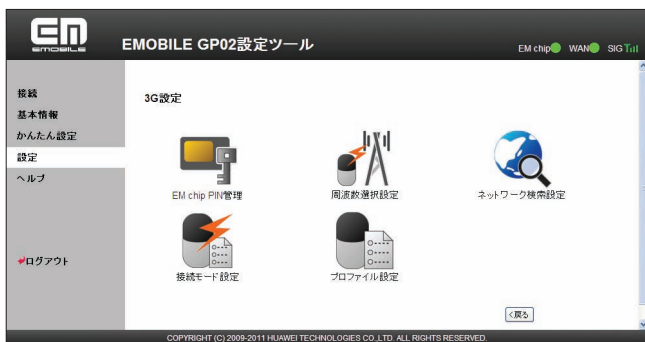 EM
EMOBILE
EMOBILE GP02設定ツール
EM chip WAN SIG
接続
基本情報
かんたん設定
設定
ヘルプ
ログアウト
3G設定
EM chip PIN管理
周波数選択設定
ネットワーク検索設定
接続モード設定
プロファイル設定
<戻る
COPYRIGHT (C) 2009-2011 HUAWEI TECHNOLOGIES CO.,LTD. ALL RIGHTS RESERVED.